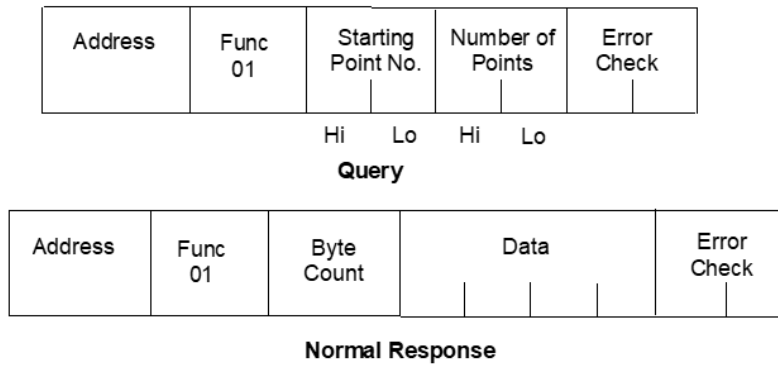 Address Func 01 Starting Point No. Number of Points Error Check
Hi Lo Hi Lo
Query
Address Func 01 Byte Count Data Error Check
Normal Response